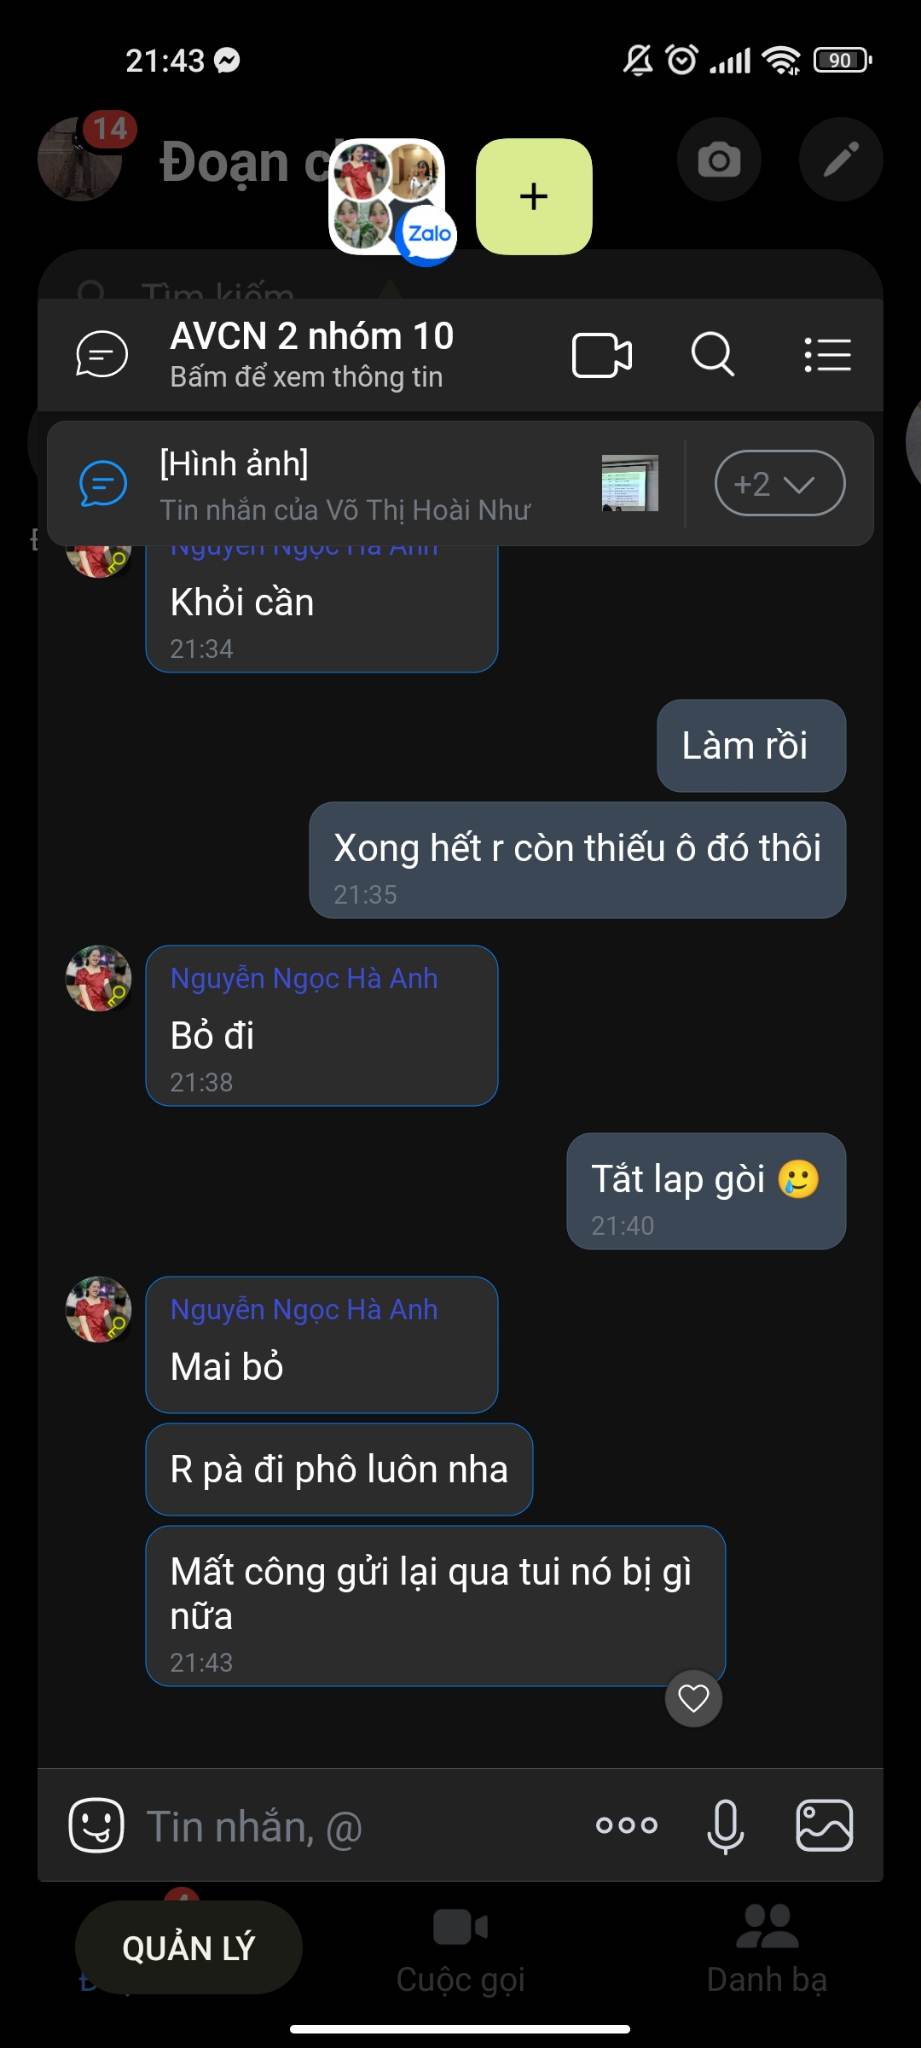 21:43
90
14
Đoạn c
Zalo
+
Tìm kiếm
AVCN 2 nhóm 10
Bấm để xem thông tin
[Hình ảnh]
Tin nhắn của Võ Thị Hoài Như
+2
Nguyễn Ngọc Hà Anh
Khỏi cần
21:34
Làm rồi
Xong hết r còn thiếu ô đó thôi
21:35
Nguyễn Ngọc Hà Anh
Bỏ đi
21:38
Tắt lap gòi 🥲
21:40
Nguyễn Ngọc Hà Anh
Mai bỏ
R pà đi phô luôn nha
Mất công gửi lại qua tui nó bị gì
nữa
21:43
Tin nhắn, @
QUẢN LÝ
Cuộc gọi
Danh bạ